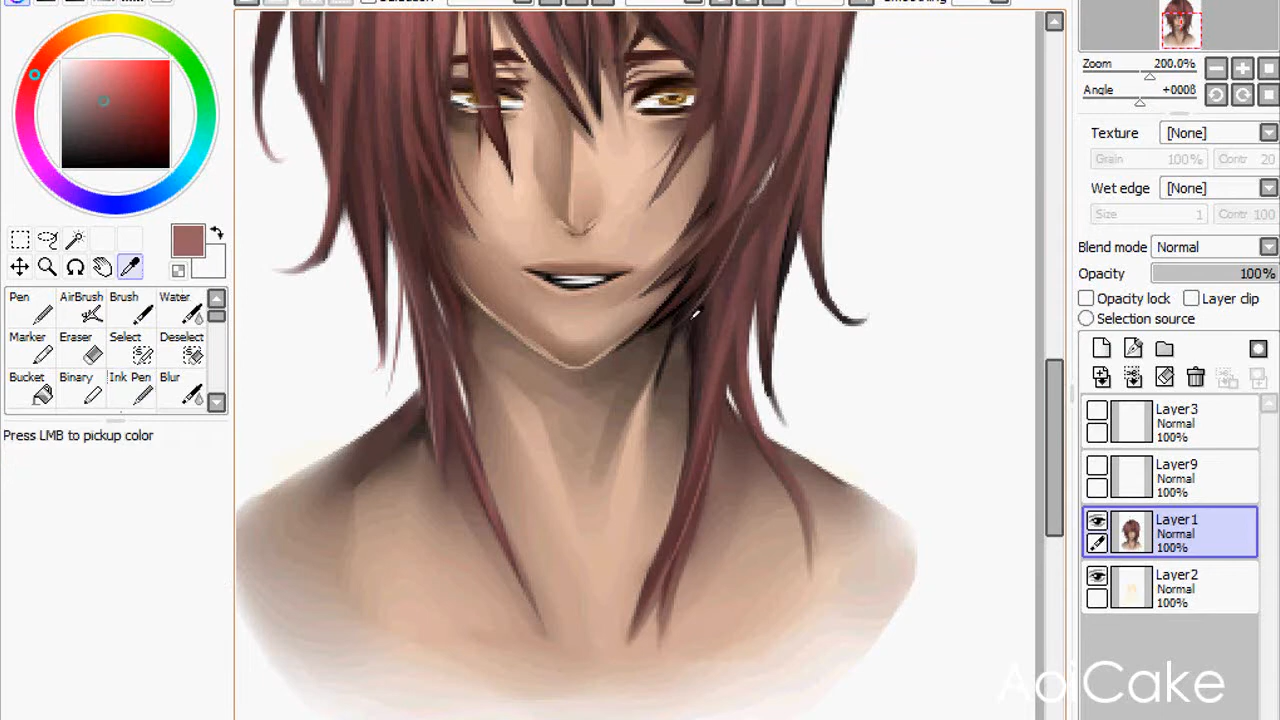 Zoom 200.0%
Angle +000ß
Texture [None]
Grain 100% Contr 20
Wet edge [None]
Size 1 Contr 100
Blend mode Normal
Opacity 100%
Opacity lock Layer clip
Selection source
Pen AirBrush Brush Water
Marker Eraser Select Deselect
Bucket Binary Ink Pen Blur
Press LMB to pickup color
Layer3
Normal
100%
Layer9
Normal
100%
Layer1
Normal
100%
Layer2
Normal
100%
AoiCake